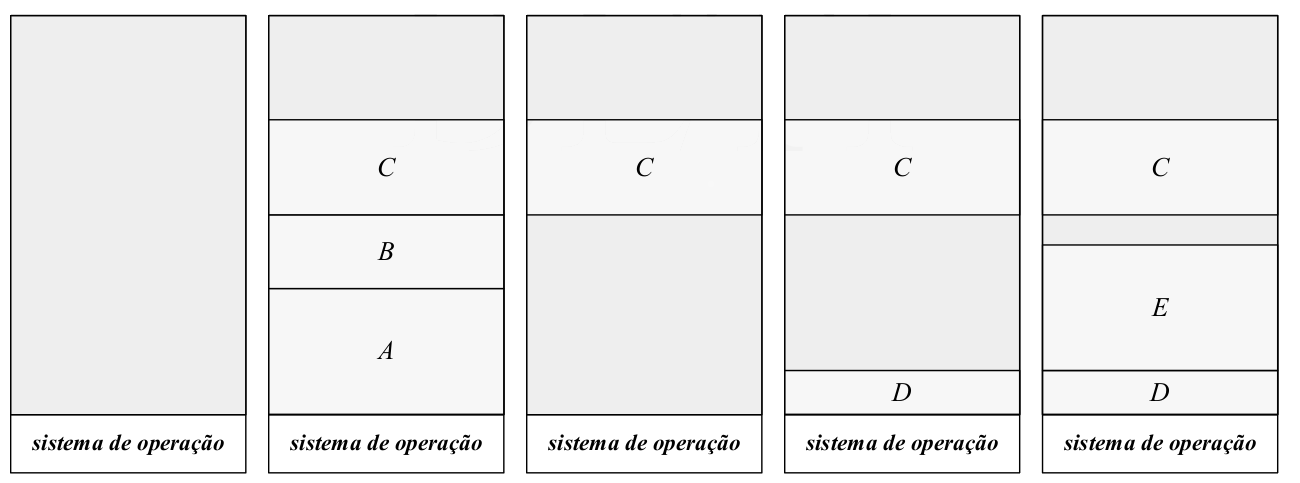 sistema de operação
C
B
A
sistema de operação
C
sistema de operação
C
D
sistema de operação
C
E
D
sistema de operação